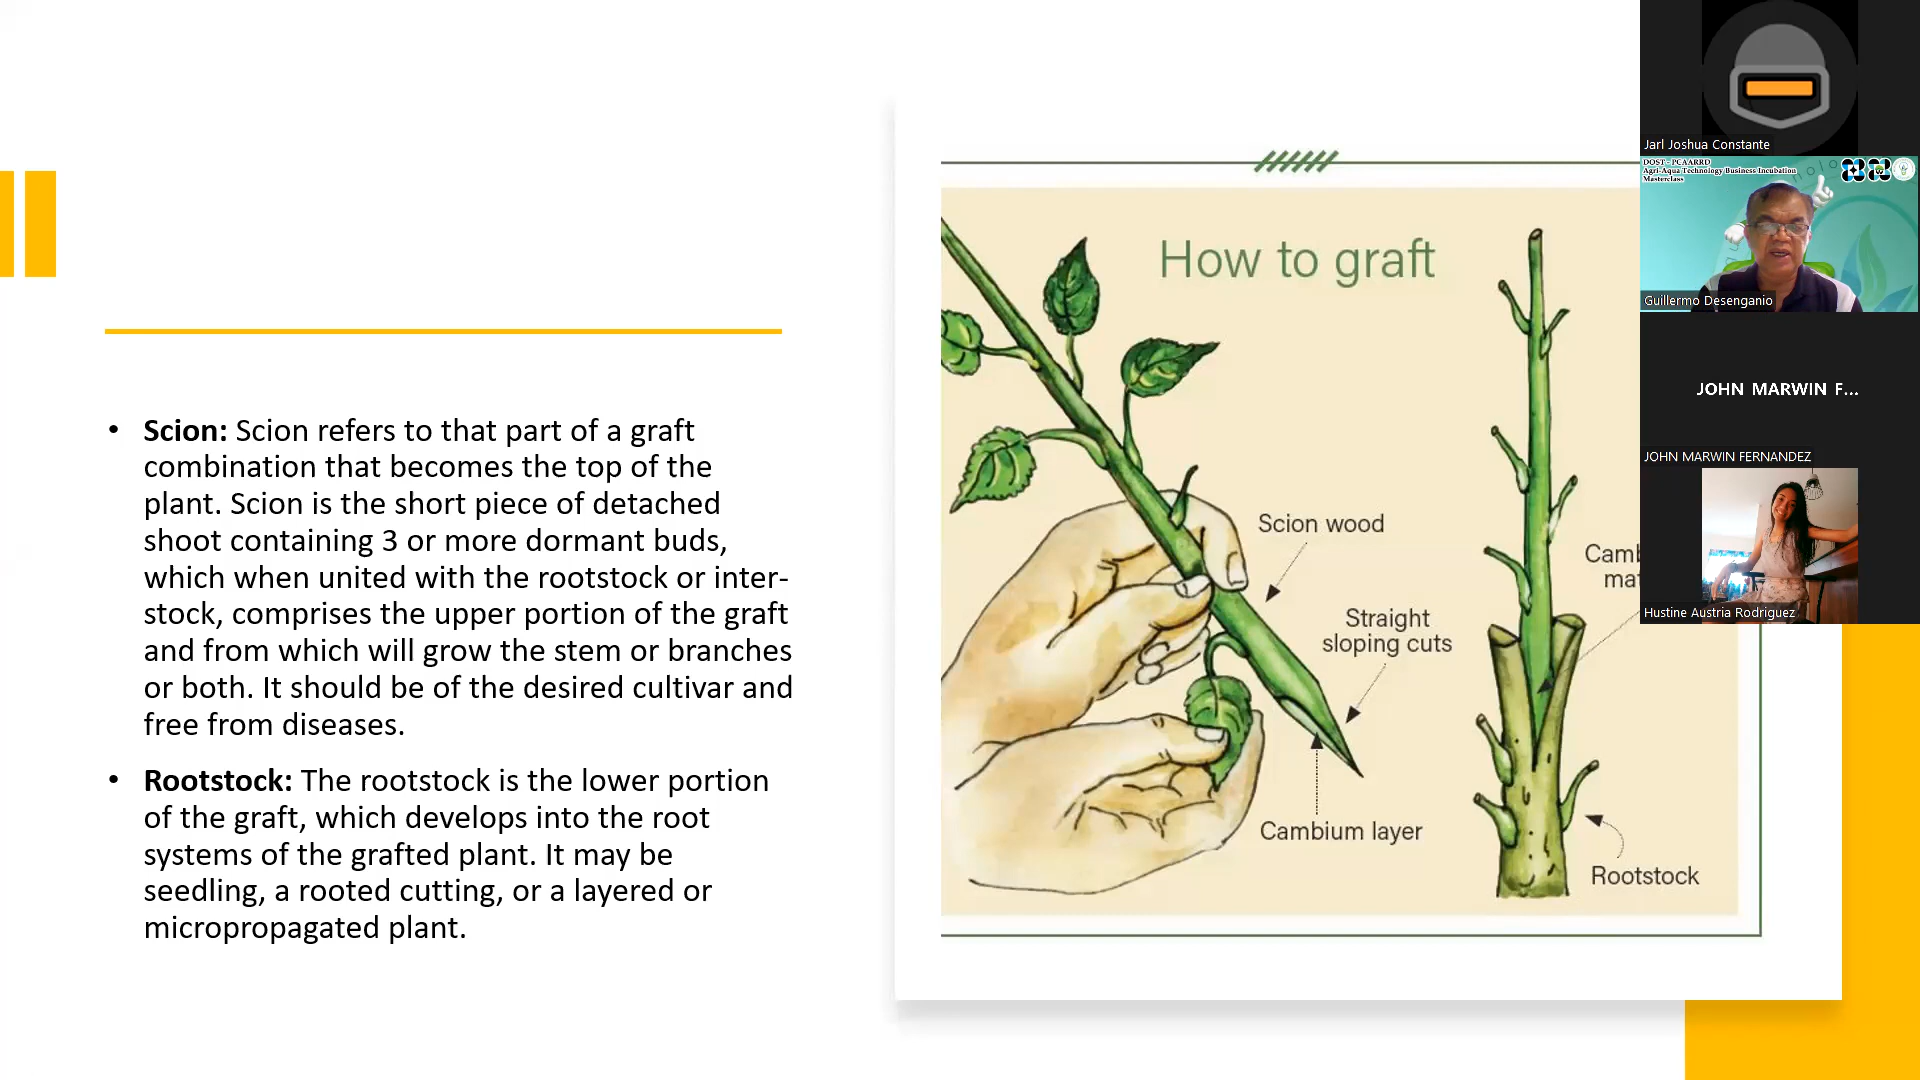 • Scion: Scion refers to that part of a graft
combination that becomes the top of the
plant. Scion is the short piece of detached
shoot containing 3 or more dormant buds,
which when united with the rootstock or inter-
stock, comprises the upper portion of the graft
and from which will grow the stem or branches
or both. It should be of the desired cultivar and
free from diseases.
• Rootstock: The rootstock is the lower portion
of the graft, which develops into the root
systems of the grafted plant. It may be
seedling, a rooted cutting, or a layered or
micropropagated plant.
How to graft
Scion wood
Straight
sloping cuts
Cambium layer
Camb
mat
Rootstock
Jarl Joshua Constante
DOST - PCAARRD
Agri-Aqua Technology Business Incubation
Masterclass
Guillermo Desenganio
JOHN MARWIN F...
JOHN MARWIN FERNANDEZ
Hustine Austria Rodriguez